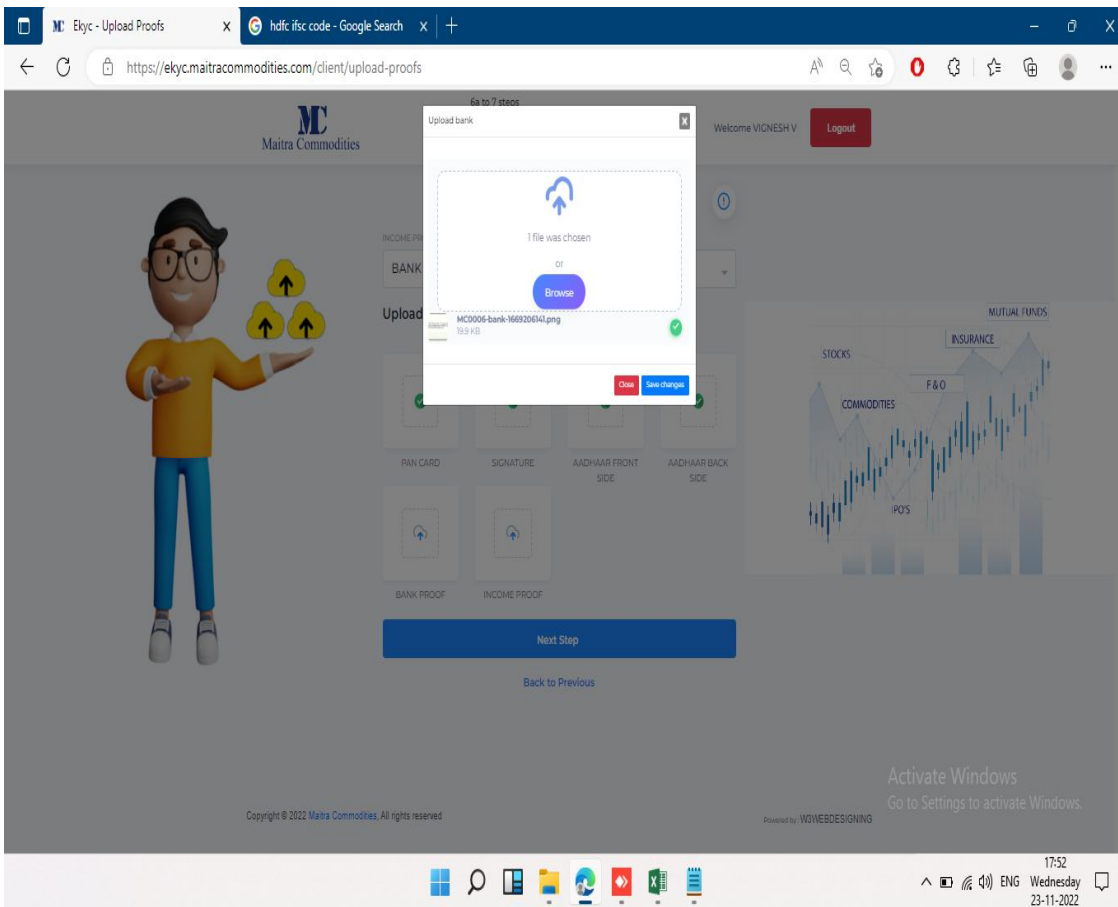 Ekyc - Upload Proofs
hdfc ifsc code - Google Search
https://ekyc.maitracommodities.com/client/upload-proofs
MC
Maitra Commodities
6a to 7 steps
Welcome VIGNESH V
Logout
Upload bank
X
1 file was chosen
or
Browse
MC0006-bank-1669206141.png
19.9 KB
Close
Save changes
INCOME
BANK
Upload
PAN CARD
SIGNATURE
AADHAAR FRONT
SIDE
AADHAAR BACK
SIDE
BANK PROOF
INCOME PROOF
Next Step
Back to Previous
MUTUAL FUNDS
INSURANCE
STOCKS
F & O
COMMODITIES
IPO'S
Activate Windows
Go to Settings to activate Windows.
Copyright © 2022 Maitra Commodities, All rights reserved
Powered by W3WEBDESIGNING
ENG
17:52
Wednesday
23-11-2022